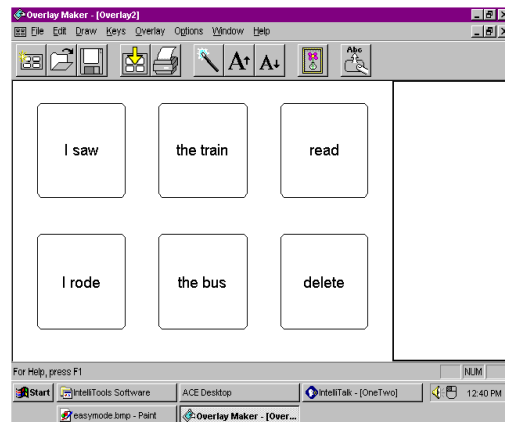 Overlay Maker - [Overlay2]
File Edit Draw Keys Overlay Options Window Help
A A Abc
I saw the train read
I rode the bus delete
For Help, press F1 NUM
Start IntelliTools Software ACE Desktop IntelliTalk - [OneTwo] 12:40 PM
easymode.bmp - Paint Overlay Maker - [Over...